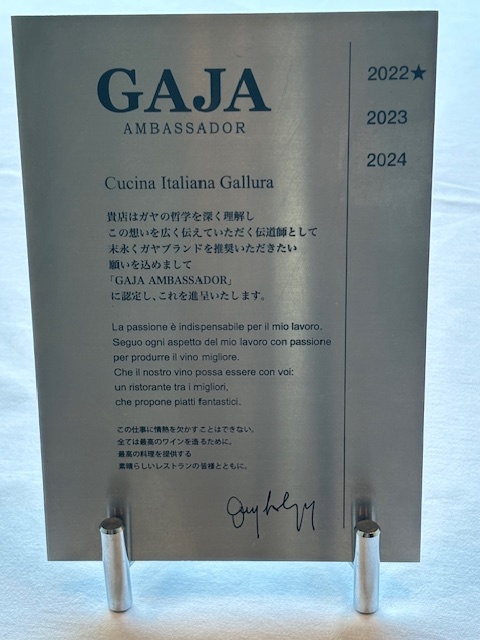 GAJA
AMBASSADOR
Cucina Italiana Gallura
貴店はガヤの哲学を深く理解し
この想いを広く伝えていただく伝道師として
末永くガヤブランドを推奨いただきたい
願いを込めまして
「GAJA AMBASSADOR」
に認定し、これを進呈いたします。
La passione è indispensabile per il mio lavoro.
Seguo ogni aspetto del mio lavoro con passione
per produrre il vino migliore.
Che il nostro vino possa essere con voi:
un ristorante tra i migliori,
che propone piatti fantastici.
この仕事に情熱を欠かすことはできない。
全ては最高のワインを造るために。
最高の料理を提供する
素晴らしいレストランの皆様とともに。
2022★
2023
2024